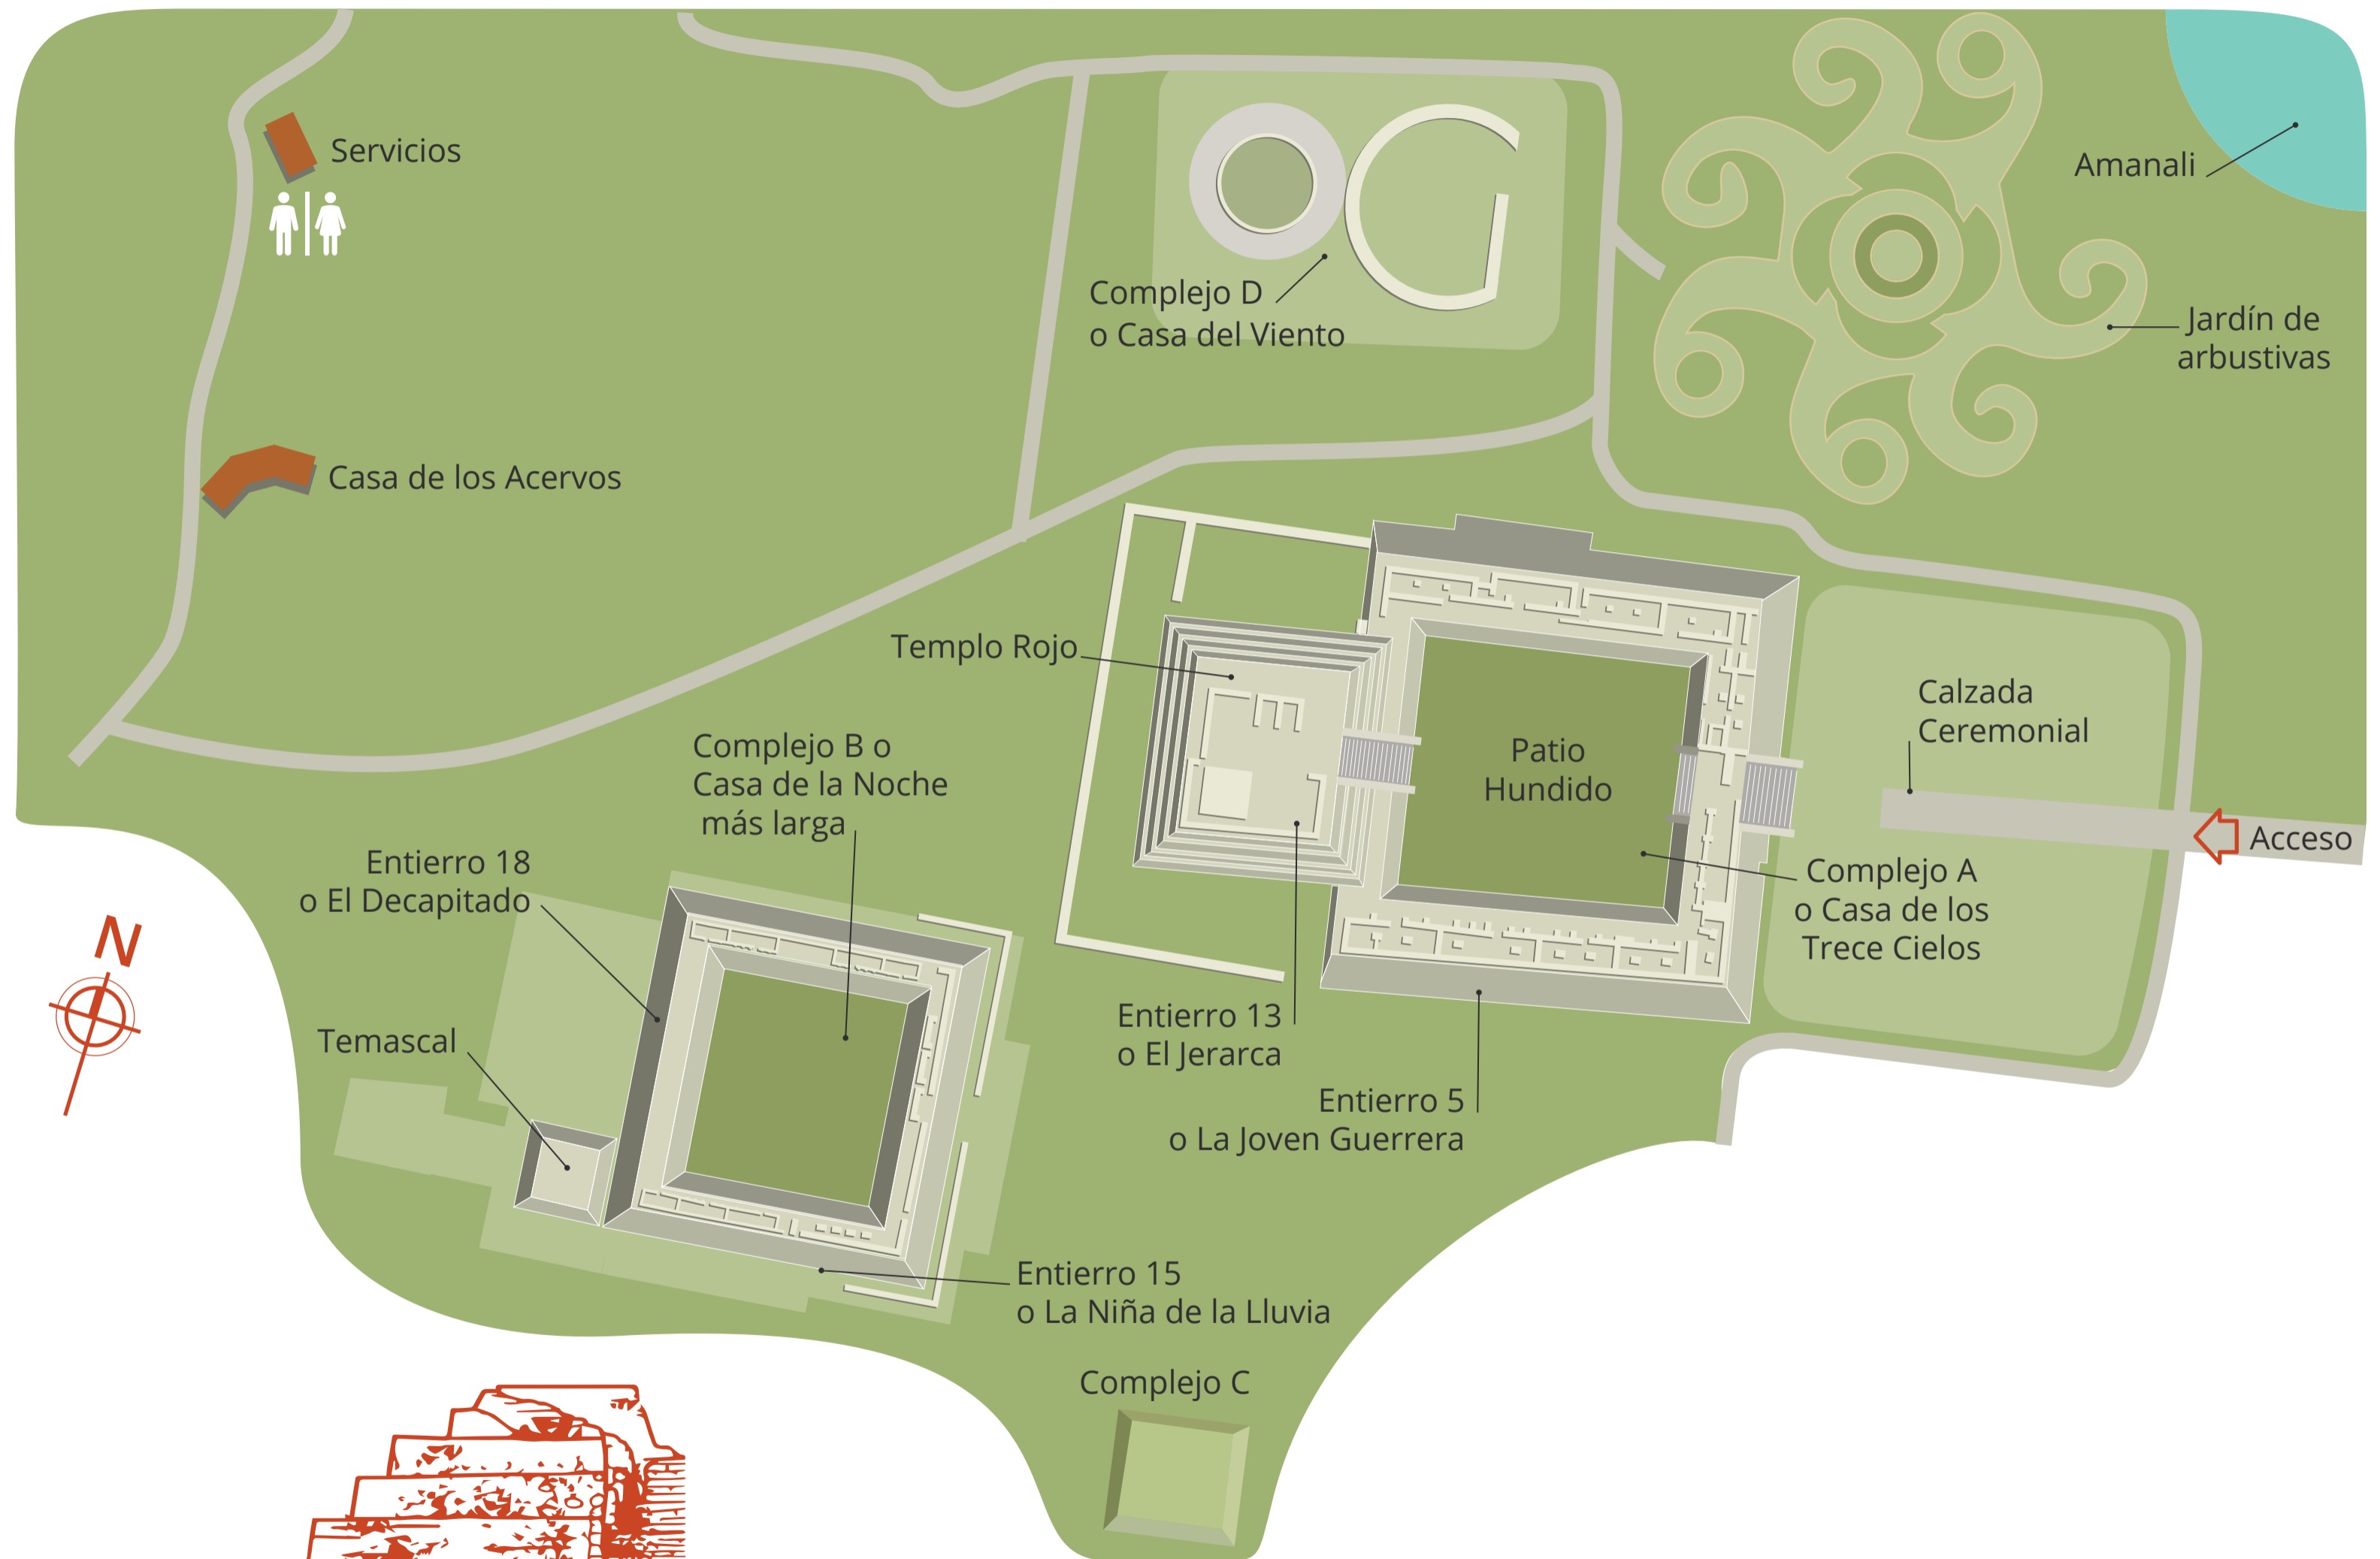 Servicios
Amanali
Complejo D
o Casa del Viento
Jardín de
arbustivas
Casa de los Acervos
Templo Rojo
Calzada
Ceremonial
Complejo B o
Casa de la Noche
más larga
Patio
Hundido
Acceso
Entierro 18
o El Decapitado
Complejo A
o Casa de los
Trece Cielos
N
Temascal
Entierro 13
o El Jerarca
Entierro 5
o La Joven Guerrera
Entierro 15
o La Niña de la Lluvia
Complejo C